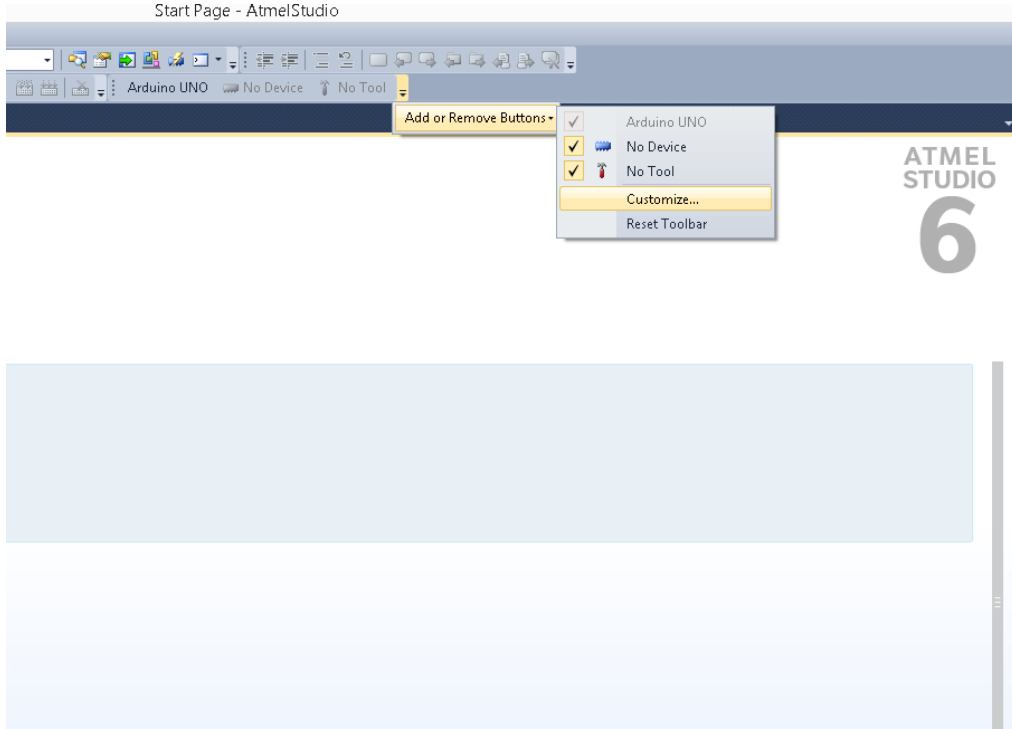 Start Page - AtmelStudio
Arduino UNO No Device No Tool
Add or Remove Buttons
Arduino UNO
No Device
No Tool
Customize...
Reset Toolbar
ATMEL
STUDIO
6